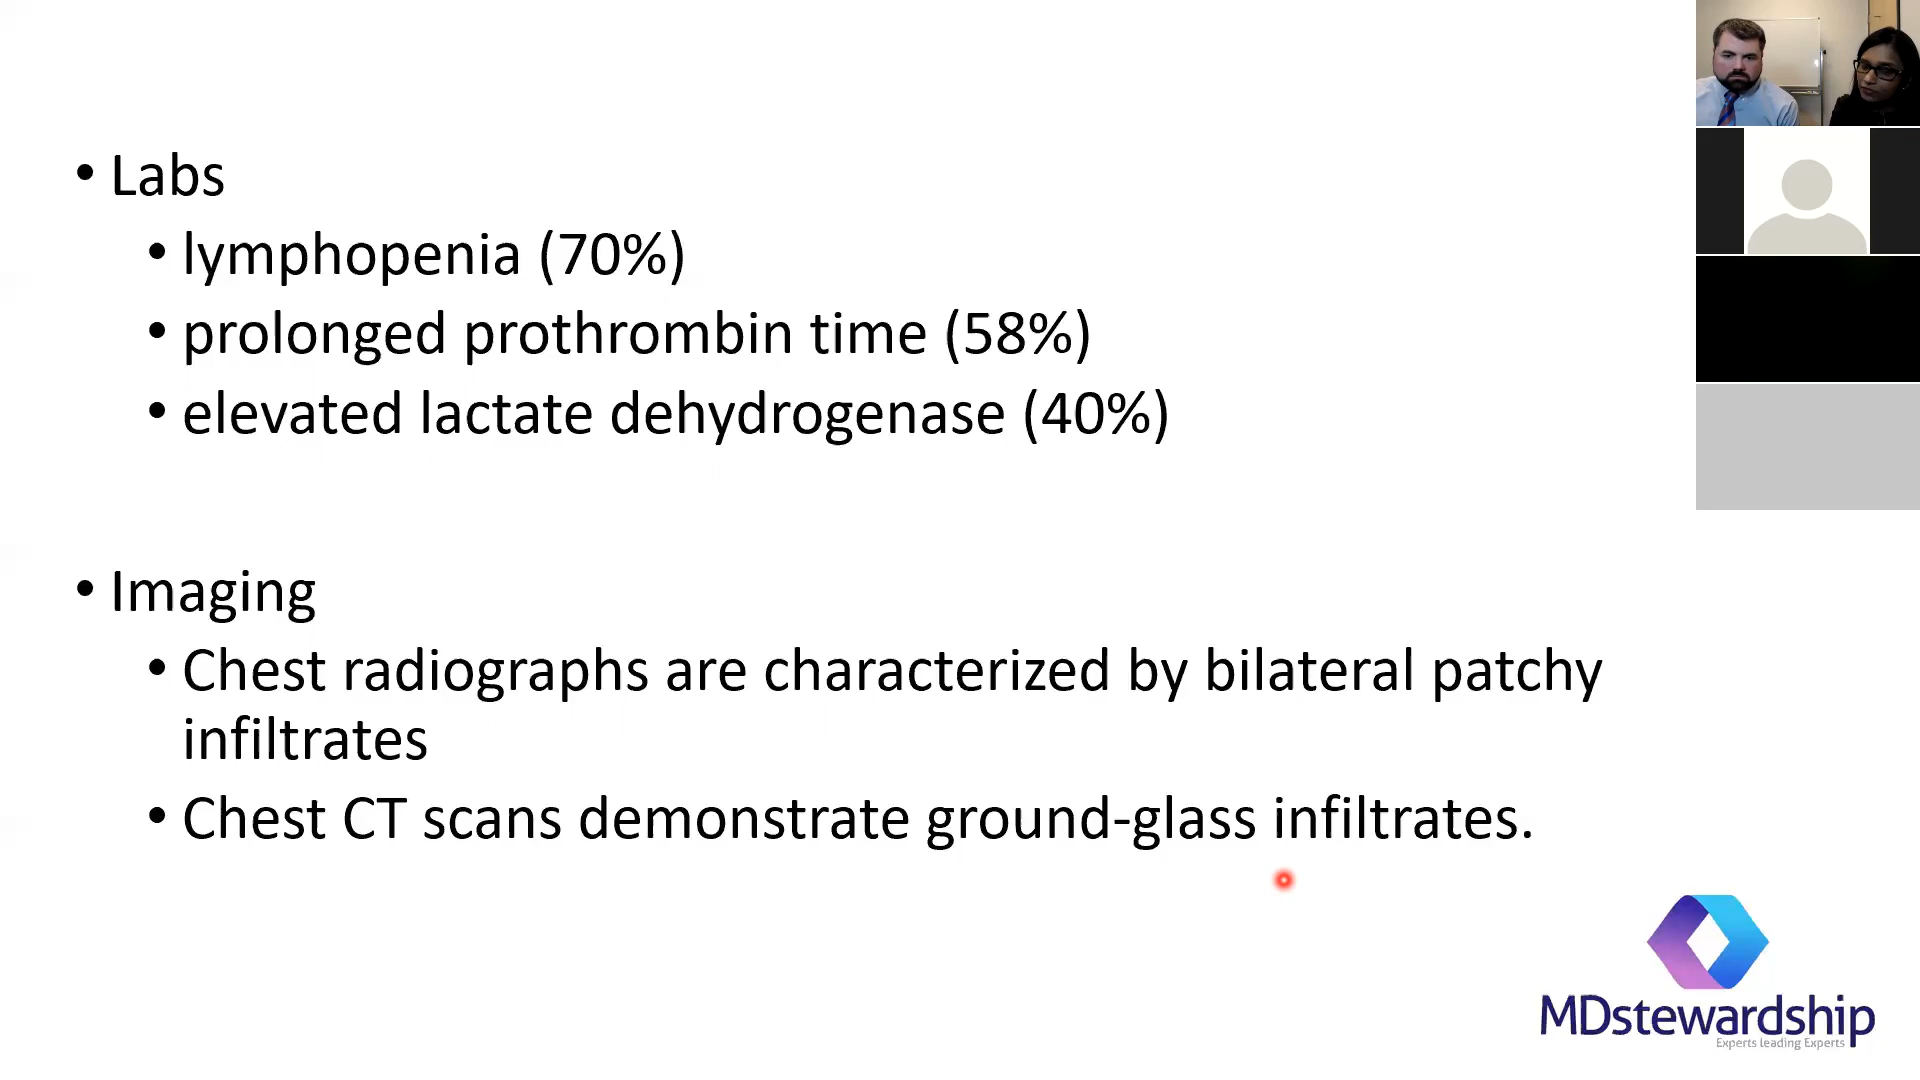 • Labs
• lymphopenia (70%)
• prolonged prothrombin time (58%)
• elevated lactate dehydrogenase (40%)
• Imaging
• Chest radiographs are characterized by bilateral patchy
infiltrates
• Chest CT scans demonstrate ground-glass infiltrates.
MDstewardship
Experts leading Experts